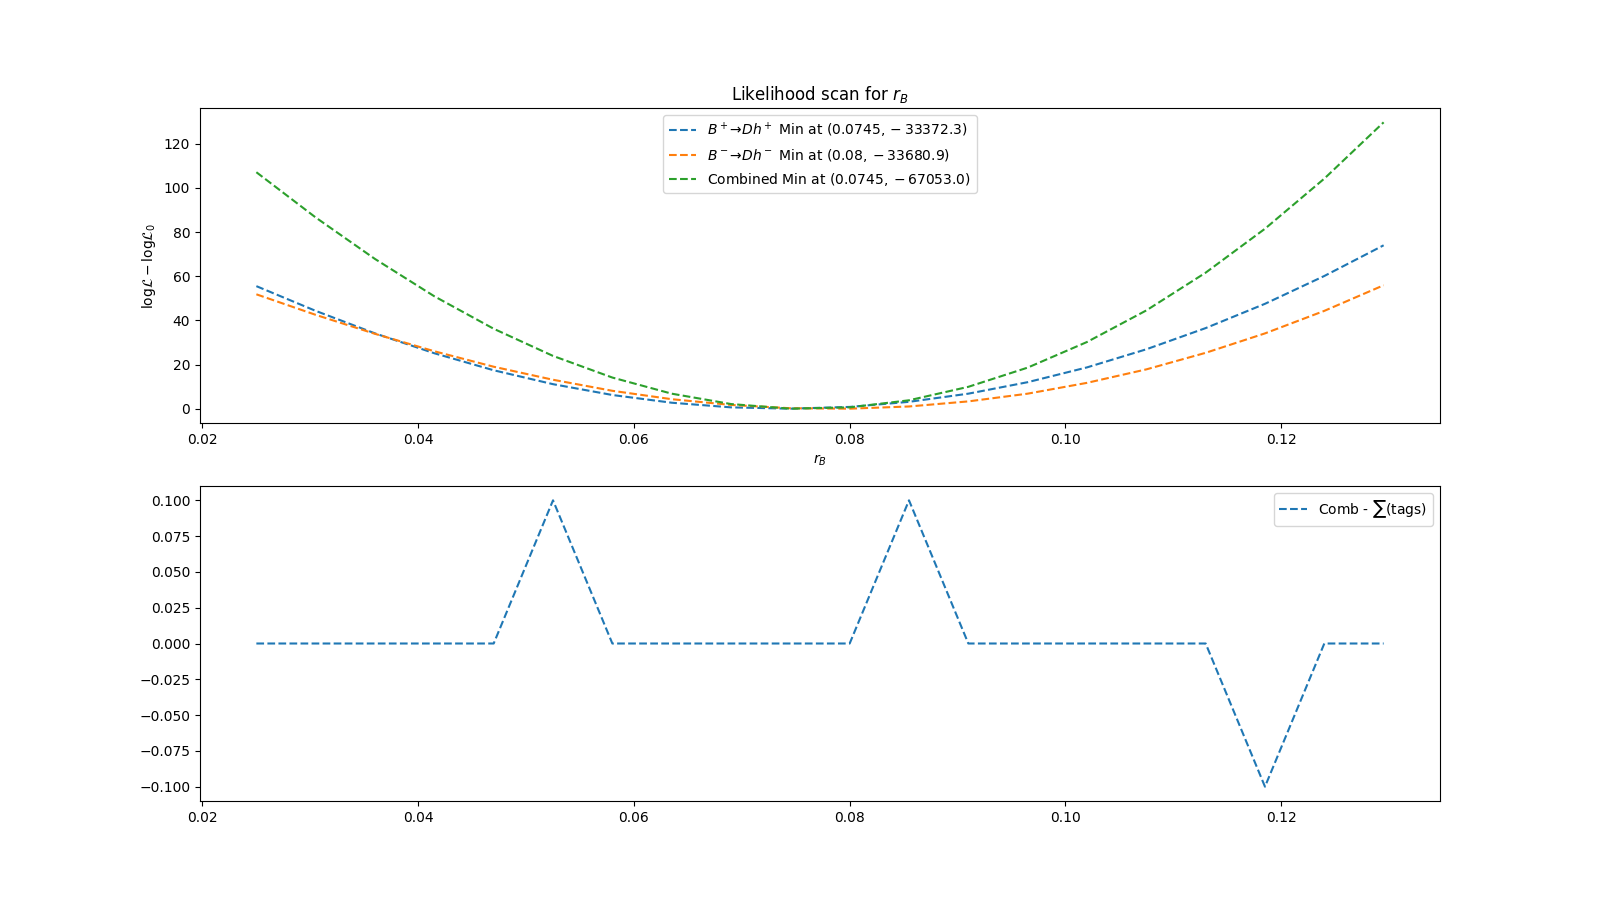 Likelihood scan for r_B
B⁺→Dh⁺ Min at (0.0745, −33372.3)
B⁻→Dh⁻ Min at (0.08, −33680.9)
Combined Min at (0.0745, −67053.0)
120
100
80
60
40
20
0
logℒ − logℒ₀
0.02 0.04 0.06 0.08 0.10 0.12
r_B
Comb - ∑(tags)
0.100
0.075
0.050
0.025
0.000
−0.025
−0.050
−0.075
−0.100
0.02 0.04 0.06 0.08 0.10 0.12